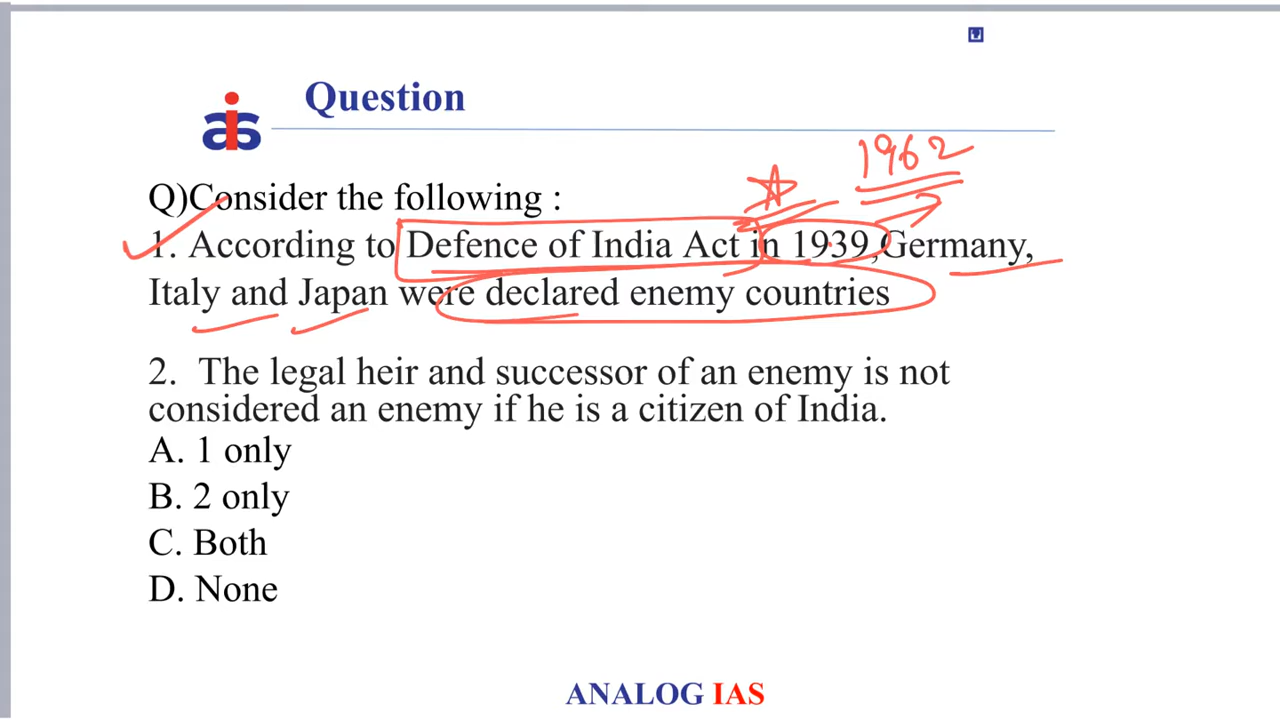 Question
1962
Q)Consider the following :
1. According to Defence of India Act in 1939,Germany,
Italy and Japan were declared enemy countries
2. The legal heir and successor of an enemy is not
considered an enemy if he is a citizen of India.
A. 1 only
B. 2 only
C. Both
D. None
ANALOG IAS